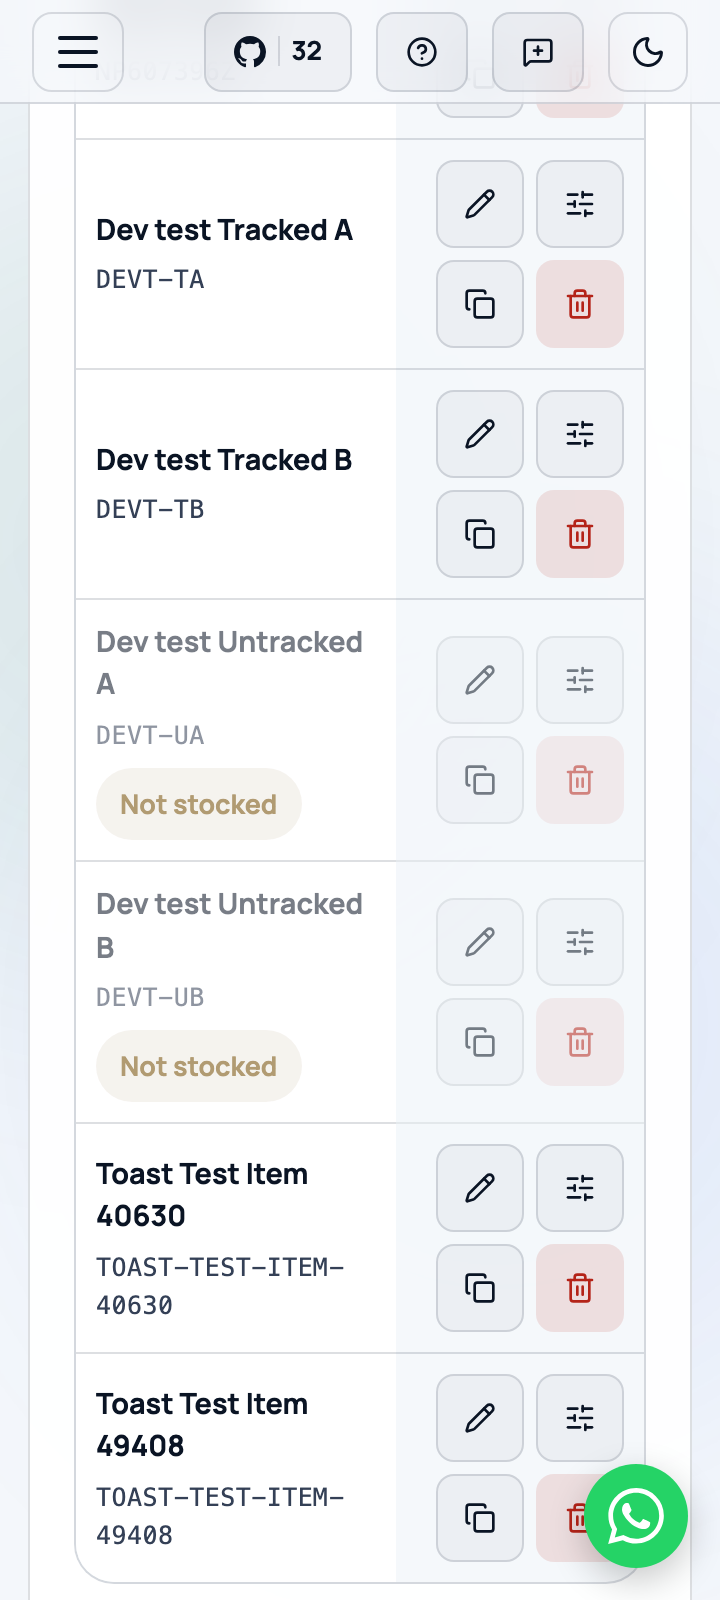 32
Dev test Tracked A
DEVT-TA
Dev test Tracked B
DEVT-TB
Dev test Untracked
A
DEVT-UA
Not stocked
Dev test Untracked
B
DEVT-UB
Not stocked
Toast Test Item
40630
TOAST-TEST-ITEM-
40630
Toast Test Item
49408
TOAST-TEST-ITEM-
49408